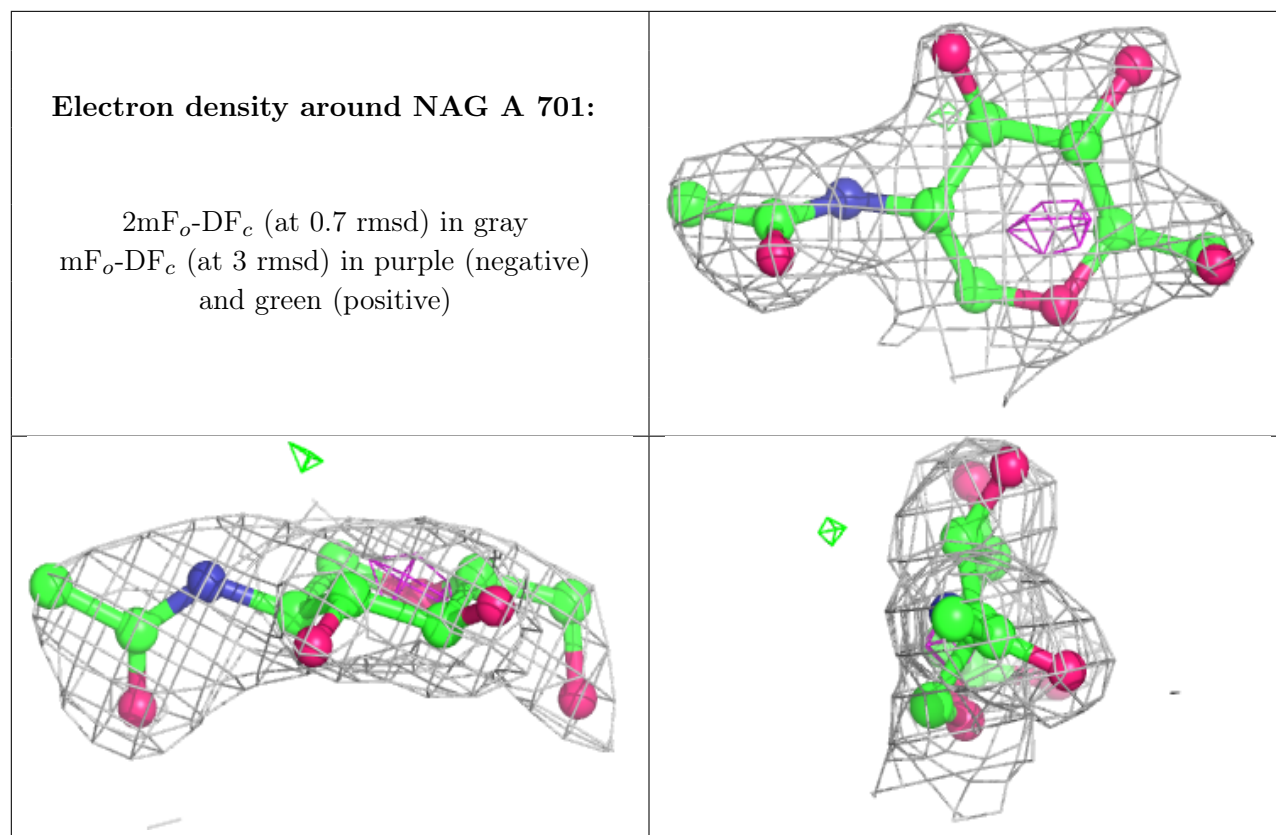 Electron density around NAG A 701:
2mFo-DFc (at 0.7 rmsd) in gray
mFo-DFc (at 3 rmsd) in purple (negative)
and green (positive)